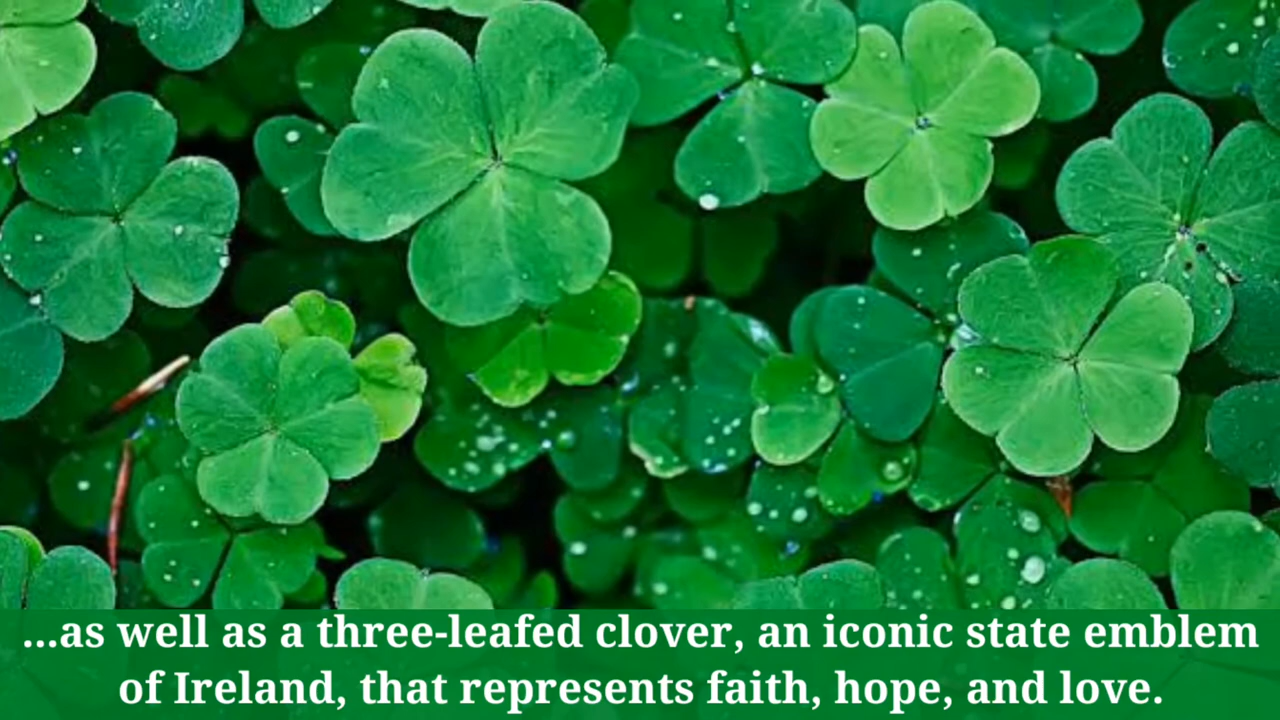 ...as well as a three-leafed clover, an iconic state emblem
of Ireland, that represents faith, hope, and love.